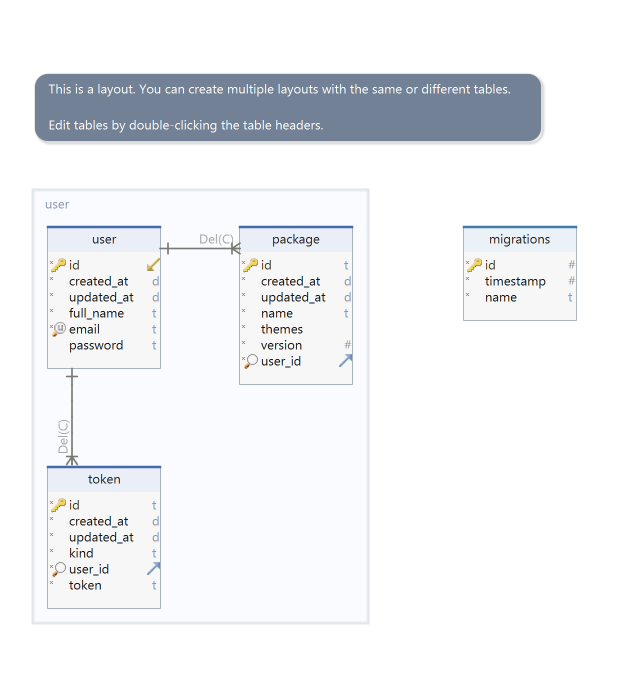 This is a layout. You can create multiple layouts with the same or different tables.
Edit tables by double-clicking the table headers.
user
user
id
created_at d
updated_at d
full_name t
u email t
password t
Del(C)
package
id t
created_at d
updated_at d
name t
themes
version #
user_id
migrations
id #
timestamp #
name t
Del(C)
token
id t
created_at d
updated_at d
kind t
user_id
token t